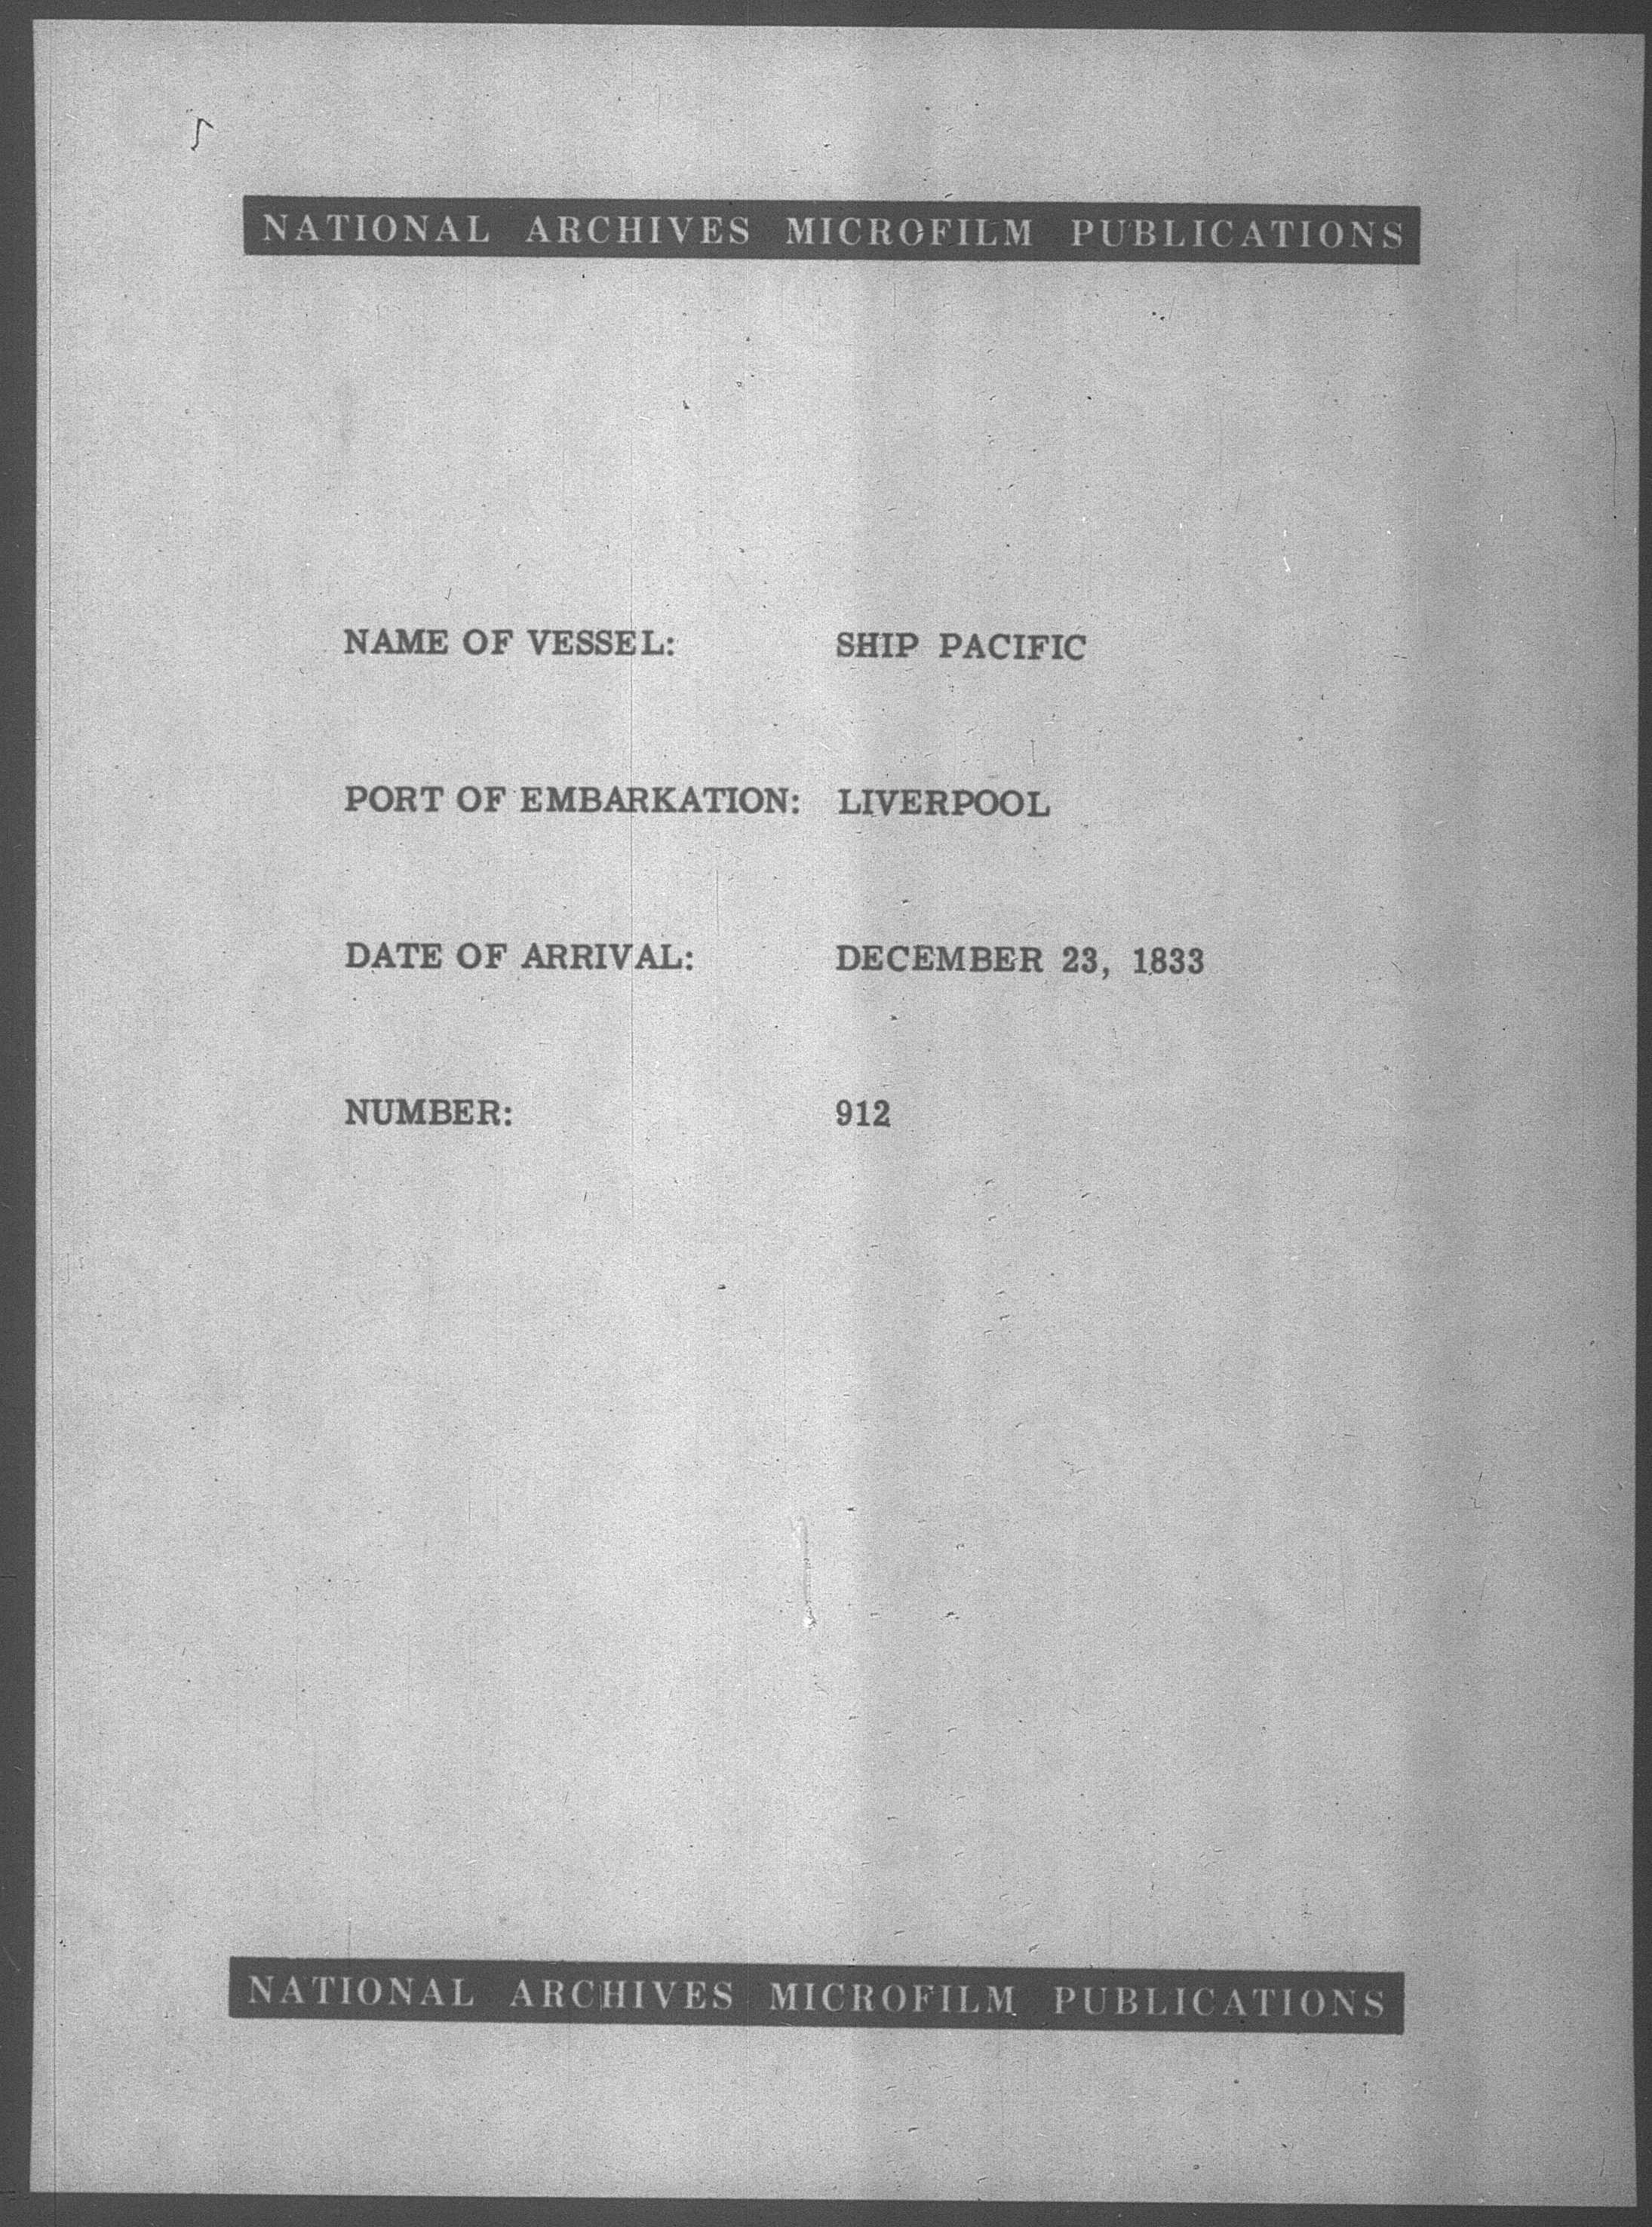 NATIONAL ARCHIVES MICROFILM PUBLICATIONS
NAME OF VESSEL: SHIP PACIFIC
PORT OF EMBARKATION: LIVERPOOL
DATE OF ARRIVAL: DECEMBER 23, 1833
NUMBER: 912
NATIONAL ARCHIVES MICROFILM PUBLICATIONS